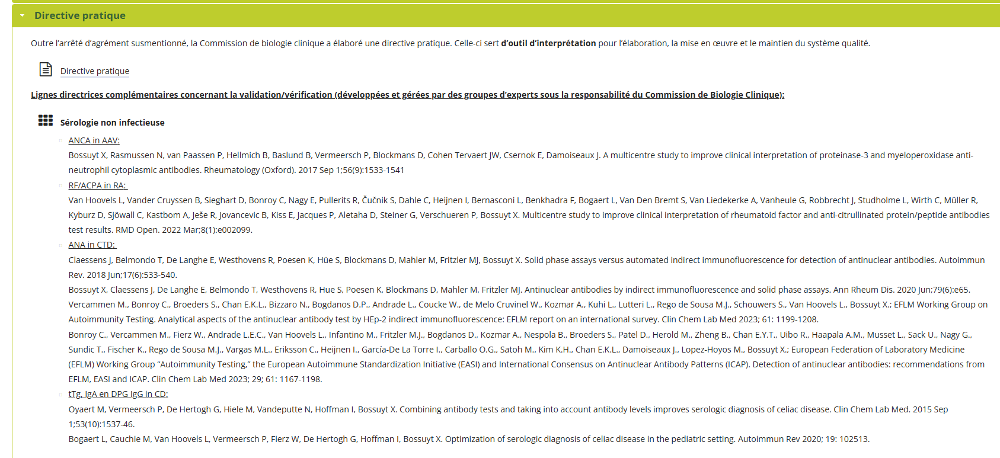 Directive pratique
Outre l’arrêté d’agrément susmentionné, la Commission de biologie clinique a élaboré une directive pratique. Celle-ci sert d’outil d’interprétation pour l’élaboration, la mise en œuvre et le maintien du système qualité.
Directive pratique
Lignes directrices complémentaires concernant la validation/vérification (développées et gérées par des groupes d’experts sous la responsabilité du Commission de Biologie Clinique):
Sérologie non infectieuse
ANCA in AAV:
Bossuyt X, Rasmussen N, van Paassen P, Hellmich B, Baslund B, Vermeersch P, Blockmans D, Cohen Tervaert JW, Csernok E, Damoiseaux J. A multicentre study to improve clinical interpretation of proteinase-3 and myeloperoxidase anti-
neutrophil cytoplasmic antibodies. Rheumatology (Oxford). 2017 Sep 1;56(9):1533-1541
RF/ACPA in RA:
Van Hoovels L, Vander Cruyssen B, Sieghart D, Bonroy C, Nagy E, Pullerits R, Čučnik S, Dahle C, Heijnen I, Bernasconi L, Benkhadra F, Bogaert L, Van Den Bremt S, Van Liedekerke A, Vanheule G, Robbrecht J, Studholme L, Wirth C, Müller R,
Kyburz D, Sjöwall C, Kastbom A, Ješe R, Jovancevic B, Kiss E, Jacques P, Aletaha D, Steiner G, Verschueren P, Bossuyt X. Multicentre study to improve clinical interpretation of rheumatoid factor and anti-citrullinated protein/peptide antibodies
test results. RMD Open. 2022 Mar;8(1):e002099.
ANA in CTD:
Claessens J, Belmondo T, De Langhe E, Westhovens R, Poesen K, Hüe S, Blockmans D, Mahler M, Fritzler MJ, Bossuyt X. Solid phase assays versus automated indirect immunofluorescence for detection of antinuclear antibodies. Autoimmun
Rev. 2018 Jun;17(6):533-540.
Bossuyt X, Claessens J, De Langhe E, Belmondo T, Westhovens R, Hue S, Poesen K, Blockmans D, Mahler M, Fritzler MJ. Antinuclear antibodies by indirect immunofluorescence and solid phase assays. Ann Rheum Dis. 2020 Jun;79(6):e65.
Vercammen M., Bonroy C., Broeders S., Chan E.K.L., Bizzaro N., Bogdanos D.P., Andrade L., Coucke W., de Melo Cruvinel W., Kozmar A., Kuhi L., Lutteri L., Rego de Sousa M.J., Schouwers S., Van Hoovels L., Bossuyt X.; EFLM Working Group on
Autoimmunity Testing. Analytical aspects of the antinuclear antibody test by HEp-2 indirect immunofluorescence: EFLM report on an international survey. Clin Chem Lab Med 2023; 61: 1199-1208.
Bonroy C., Vercammen M., Fierz W., Andrade L.E.C., Van Hoovels L., Infantino M., Fritzler M.J., Bogdanos D., Kozmar A., Nespola B., Broeders S., Patel D., Herold M., Zheng B., Chan E.Y.T., Uibo R., Haapala A.M., Musset L., Sack U., Nagy G.,
Sundic T., Fischer K., Rego de Sousa M.J., Vargas M.L., Eriksson C., Heijnen I., García-De La Torre I., Carballo O.G., Satoh M., Kim K.H., Chan E.K.L., Damoiseaux J., Lopez-Hoyos M., Bossuyt X.; European Federation of Laboratory Medicine
(EFLM) Working Group “Autoimmunity Testing,” the European Autoimmune Standardization Initiative (EASI) and International Consensus on Antinuclear Antibody Patterns (ICAP). Detection of antinuclear antibodies: recommendations from
EFLM, EASI and ICAP. Clin Chem Lab Med 2023; 29; 61: 1167-1198.
tTg, IgA en DPG IgG in CD:
Oyaert M, Vermeersch P, De Hertogh G, Hiele M, Vandeputte N, Hoffman I, Bossuyt X. Combining antibody tests and taking into account antibody levels improves serologic diagnosis of celiac disease. Clin Chem Lab Med. 2015 Sep
1;53(10):1537-46.
Bogaert L, Cauchie M, Van Hoovels L, Vermeersch P, Fierz W, De Hertogh G, Hoffman I, Bossuyt X. Optimization of serologic diagnosis of celiac disease in the pediatric setting. Autoimmun Rev 2020; 19: 102513.